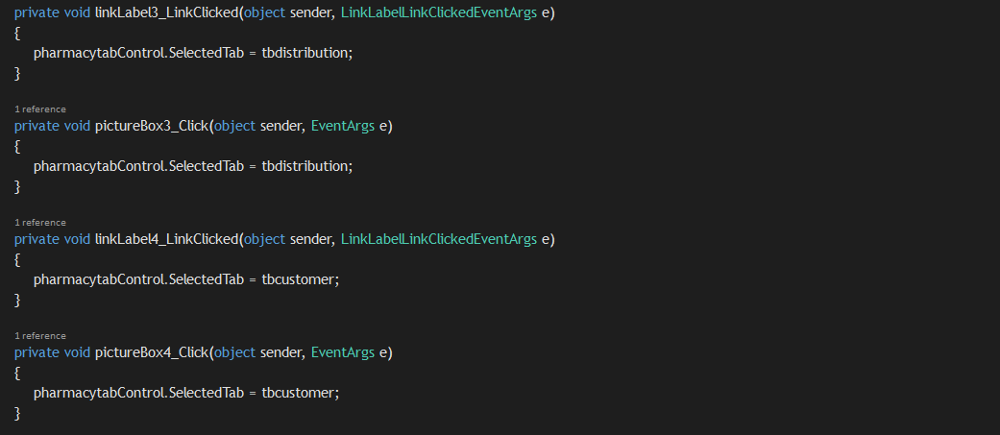 private void linkLabel3_LinkClicked(object sender, LinkLabelLinkClickedEventArgs e)
{
pharmacytabControl.SelectedTab = tbdistribution;
}
1 reference
private void pictureBox3_Click(object sender, EventArgs e)
{
pharmacytabControl.SelectedTab = tbdistribution;
}
1 reference
private void linkLabel4_LinkClicked(object sender, LinkLabelLinkClickedEventArgs e)
{
pharmacytabControl.SelectedTab = tbcustomer;
}
1 reference
private void pictureBox4_Click(object sender, EventArgs e)
{
pharmacytabControl.SelectedTab = tbcustomer;
}